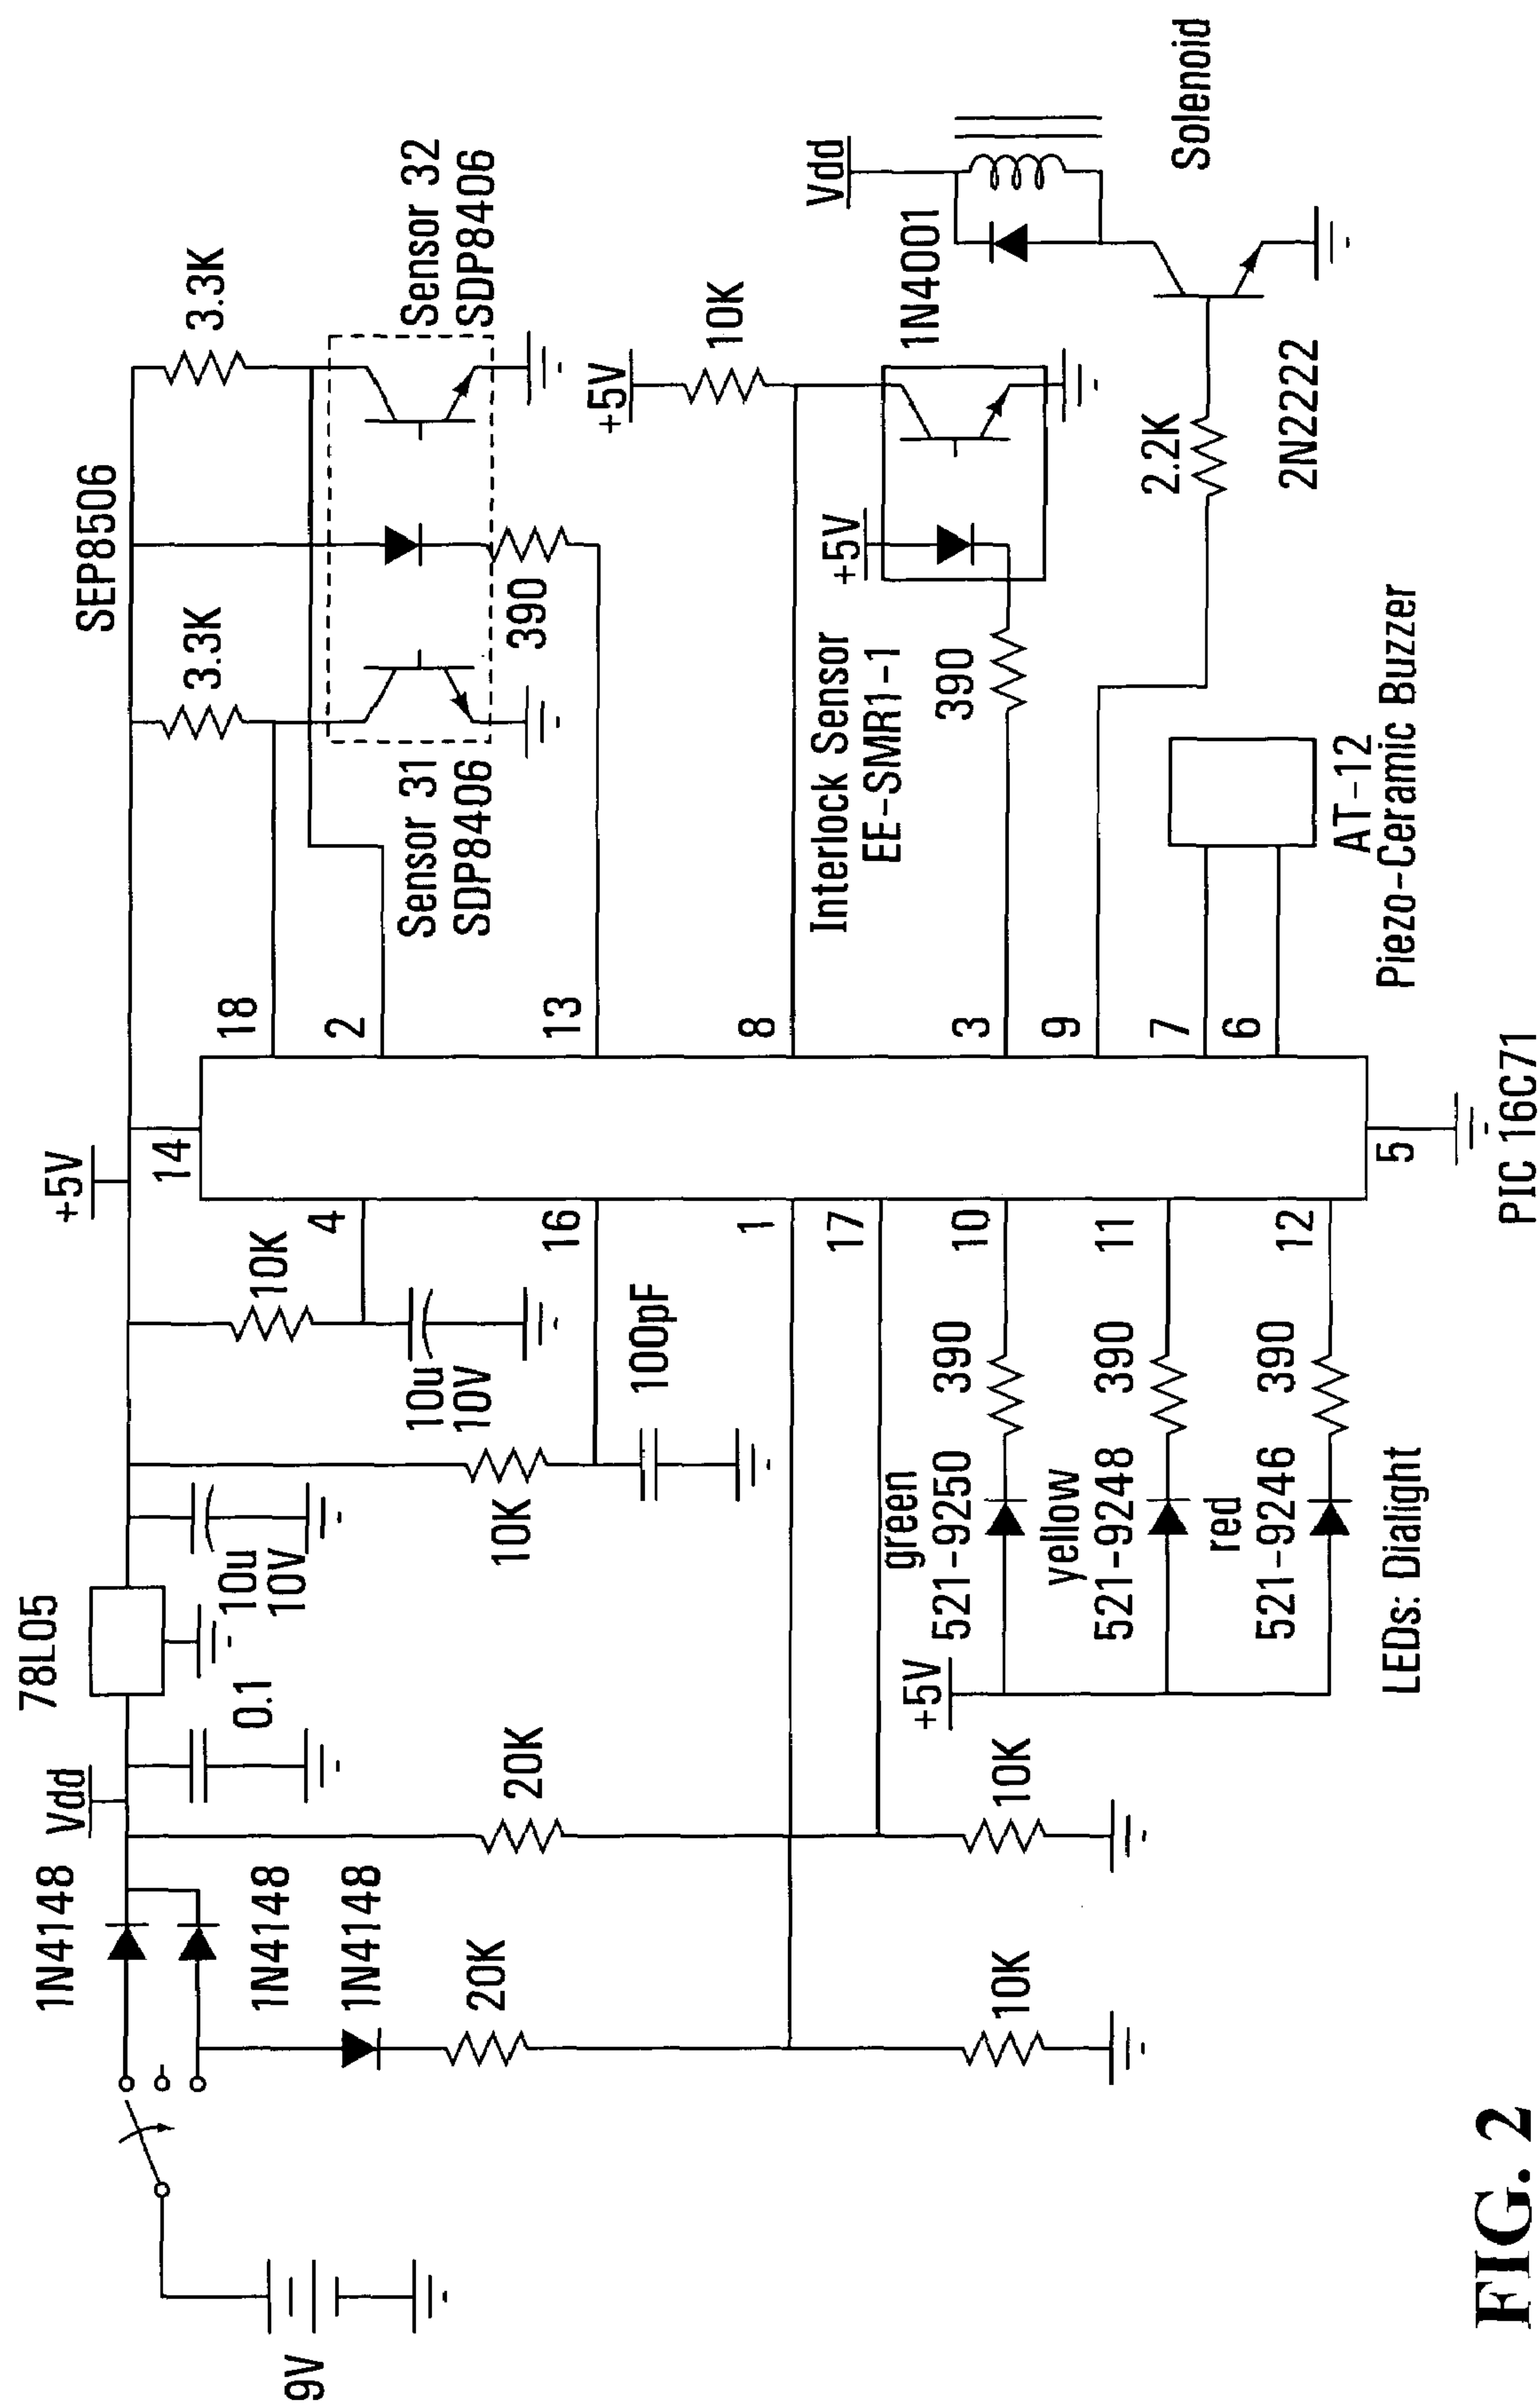 9V
1N4148
1N4148
1N4148
20K
10K
Vdd
20K
10K
0.1
78L05
10u
10V
10K
100pF
10K
10u
10V
+5V
14
4
16
1
17
10
11
12
+5V
green
521-9250
390
yellow
521-9248
390
red
521-9246
390
LEDs: Dialight
5
PIC 16C71
18
2
13
8
3
9
7
6
3.3K
SEP8506
3.3K
Sensor 31
SDP8406
390
Sensor 32
SDP8406
+5V
10K
Interlock Sensor
EE-SMR1-1
390
+5V
1N4001
Vdd
Solenoid
2.2K
2N2222
AT-12
Piezo-Ceramic Buzzer
FIG. 2